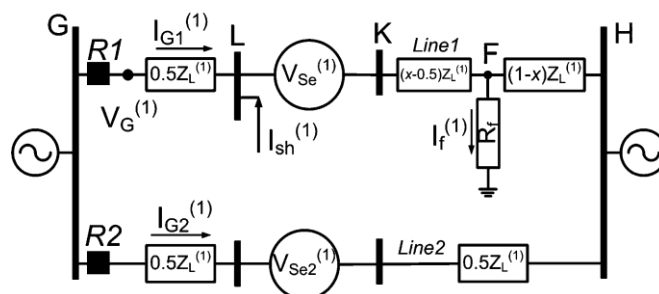 G
R1
I_G1^(1)
L
V_Se^(1)
K
Line1
F
H
0.5Z_L^(1)
(x-0.5)Z_L^(1)
(1-x)Z_L^(1)
V_G^(1)
I_sh^(1)
I_f^(1)
R_f
R2
I_G2^(1)
0.5Z_L^(1)
V_Se2^(1)
Line2
0.5Z_L^(1)